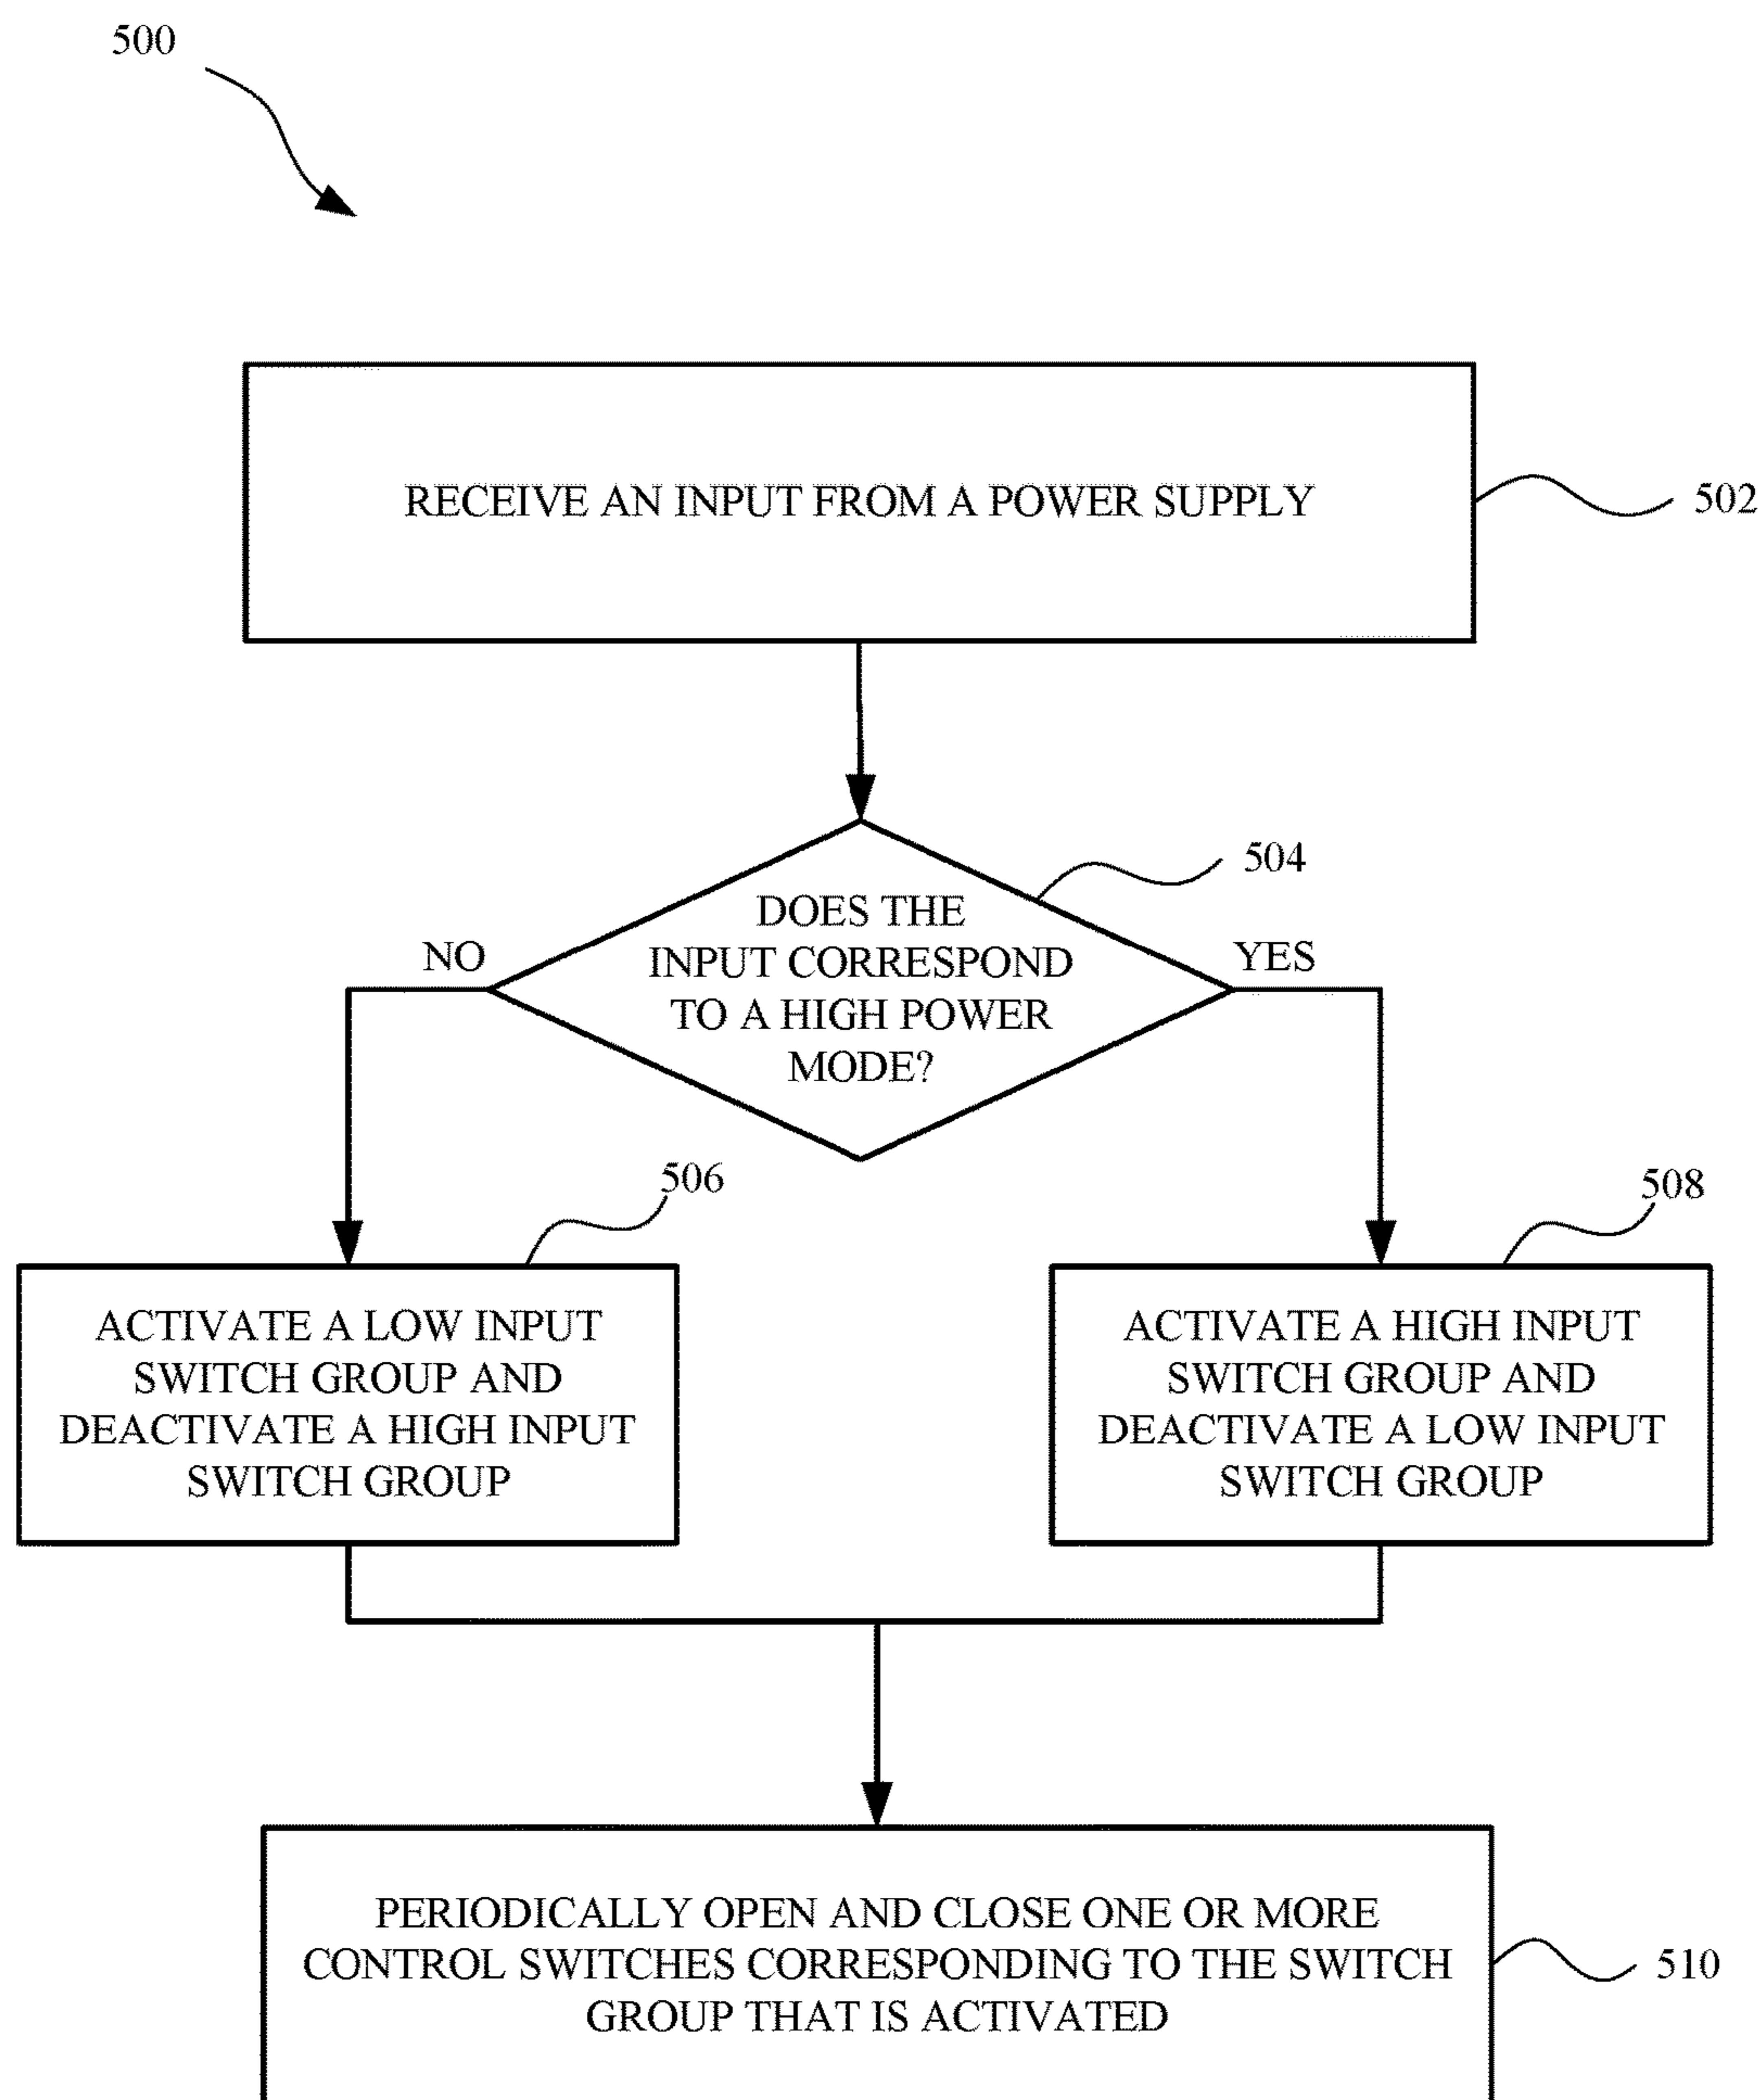 500
RECEIVE AN INPUT FROM A POWER SUPPLY
502
504
DOES THE
INPUT CORRESPOND
TO A HIGH POWER
MODE?
NO
YES
506
508
ACTIVATE A LOW INPUT
SWITCH GROUP AND
DEACTIVATE A HIGH INPUT
SWITCH GROUP
ACTIVATE A HIGH INPUT
SWITCH GROUP AND
DEACTIVATE A LOW INPUT
SWITCH GROUP
PERIODICALLY OPEN AND CLOSE ONE OR MORE
CONTROL SWITCHES CORRESPONDING TO THE SWITCH
GROUP THAT IS ACTIVATED
510